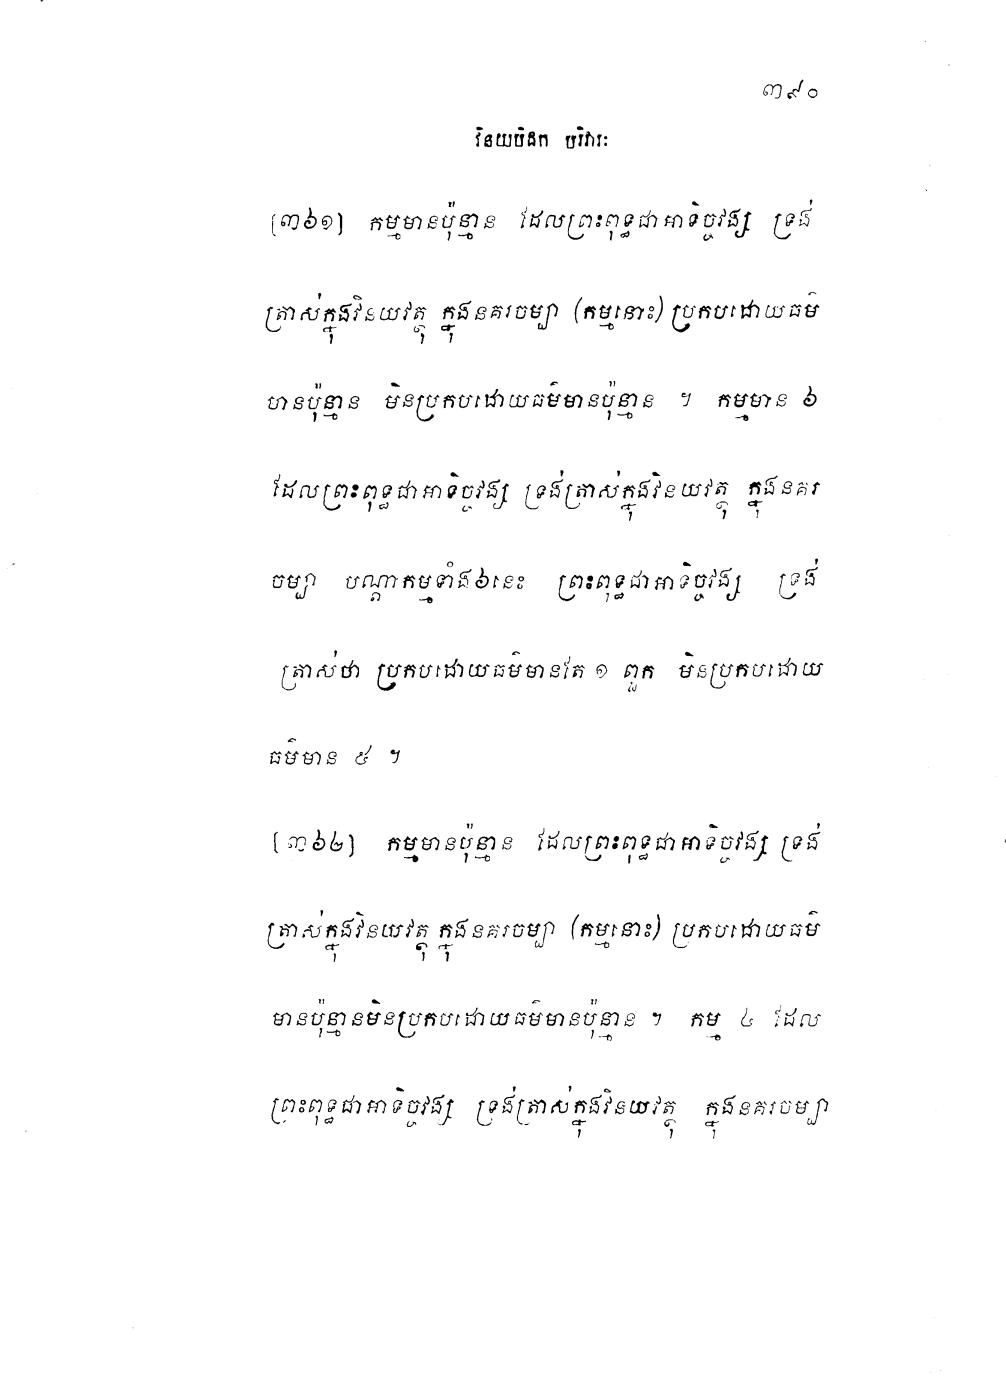 ៣៩០
វិនយបិដក បរិវារៈ
[៣៦១] កម្មមានប៉ុន្មាន ដែលព្រះពុទ្ធជាអាទិច្ចវង្ស ទ្រង់
ត្រាស់ក្នុងវិនយវត្ថុ ក្នុងនគរចម្បា (កម្មនោះ) ប្រកបដោយធម៌
មានប៉ុន្មាន មិនប្រកបដោយធម៌មានប៉ុន្មាន ។ កម្មមាន ៦
ដែលព្រះពុទ្ធជាអាទិច្ចវង្ស ទ្រង់ត្រាស់ក្នុងវិនយវត្ថុ ក្នុងនគរ
ចម្បា បណ្តាកម្មទាំង៦នេះ ព្រះពុទ្ធជាអាទិច្ចវង្ស ទ្រង់
ត្រាស់ថា ប្រកបដោយធម៌មានតែ ១ ពួក មិនប្រកបដោយ
ធម៌មាន ៥ ។
[៣៦២] កម្មមានប៉ុន្មាន ដែលព្រះពុទ្ធជាអាទិច្ចវង្ស ទ្រង់
ត្រាស់ក្នុងវិនយវត្ថុ ក្នុងនគរចម្បា (កម្មនោះ) ប្រកបដោយធម៌
មានប៉ុន្មានមិនប្រកបដោយធម៌មានប៉ុន្មាន ។ កម្ម ៤ ដែល
ព្រះពុទ្ធជាអាទិច្ចវង្ស ទ្រង់ត្រាស់ក្នុងវិនយវត្ថុ ក្នុងនគរចម្បា